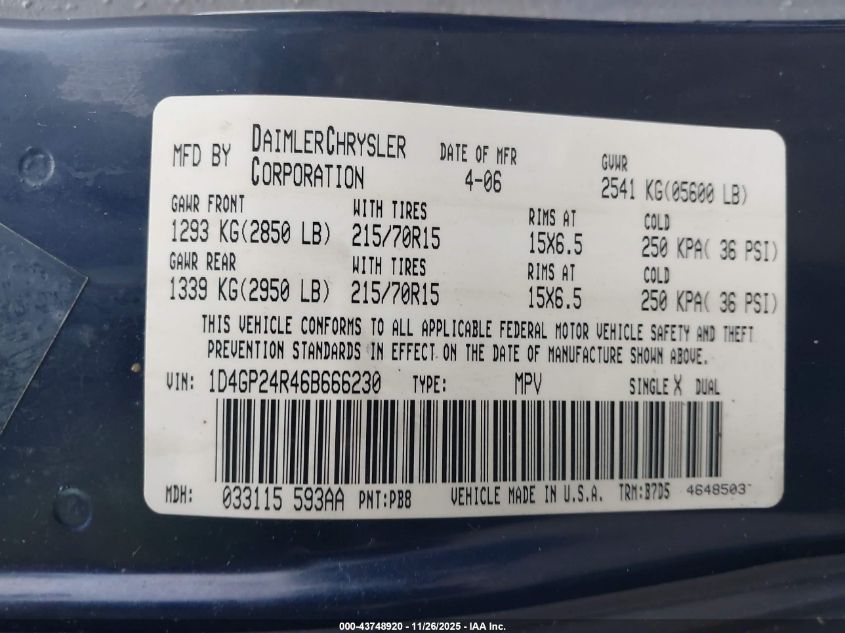 MFD BY DAIMLERCHRYSLER CORPORATION DATE OF MFR 4-06 GVWR 2541 KG(05600 LB)
GAWR FRONT WITH TIRES RIMS AT COLD
1293 KG(2850 LB) 215/70R15 15X6.5 250 KPA( 36 PSI)
GAWR REAR WITH TIRES RIMS AT COLD
1339 KG(2950 LB) 215/70R15 15X6.5 250 KPA( 36 PSI)
THIS VEHICLE CONFORMS TO ALL APPLICABLE FEDERAL MOTOR VEHICLE SAFETY AND THEFT
PREVENTION STANDARDS IN EFFECT ON THE DATE OF MANUFACTURE SHOWN ABOVE.
VIN: 1D4GP24R46B666230 TYPE: MPV SINGLE X DUAL
MDH: 033115 593AA PNT:PB8 VEHICLE MADE IN U.S.A. TRM:B7D5 4648503
000-43748920 - 11/26/2025 - IAA Inc.